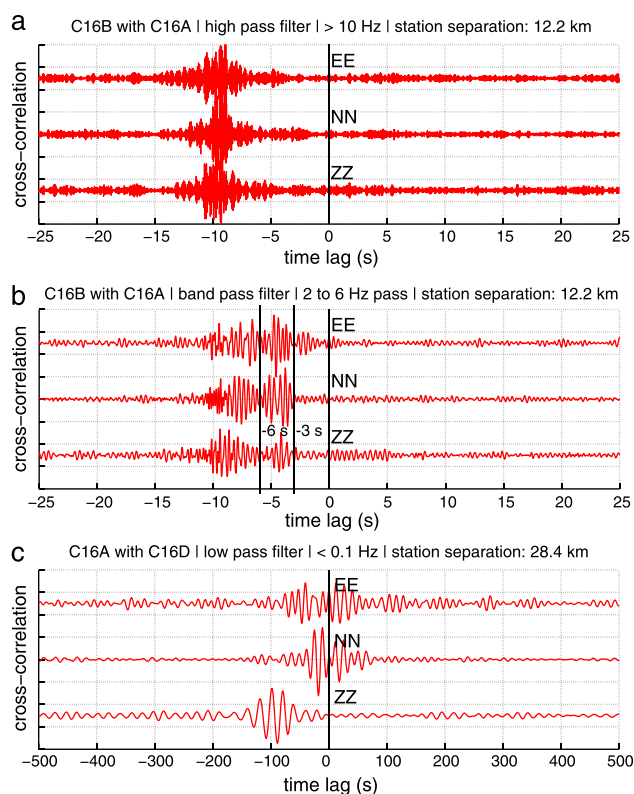 a
C16B with C16A | high pass filter | > 10 Hz | station separation: 12.2 km
cross−correlation
EE
NN
ZZ
−25 −20 −15 −10 −5 0 5 10 15 20 25
time lag (s)
b
C16B with C16A | band pass filter | 2 to 6 Hz pass | station separation: 12.2 km
cross−correlation
EE
NN
-6 s -3 s
ZZ
−25 −20 −15 −10 −5 0 5 10 15 20 25
time lag (s)
c
C16A with C16D | low pass filter | < 0.1 Hz | station separation: 28.4 km
cross−correlation
EE
NN
ZZ
−500 −400 −300 −200 −100 0 100 200 300 400 500
time lag (s)